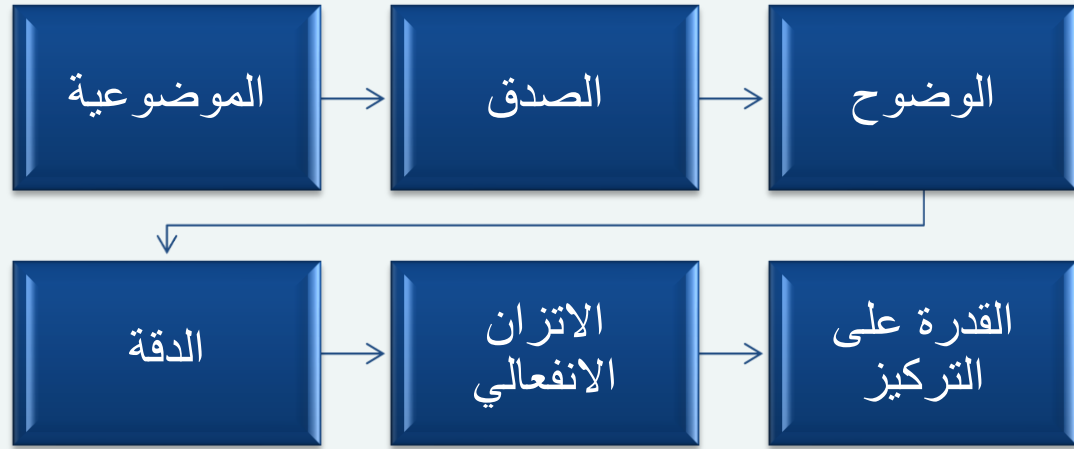 الموضوعية
الصدق
الوضوح
الدقة
الاتزان
الانفعالي
القدرة على
التركيز